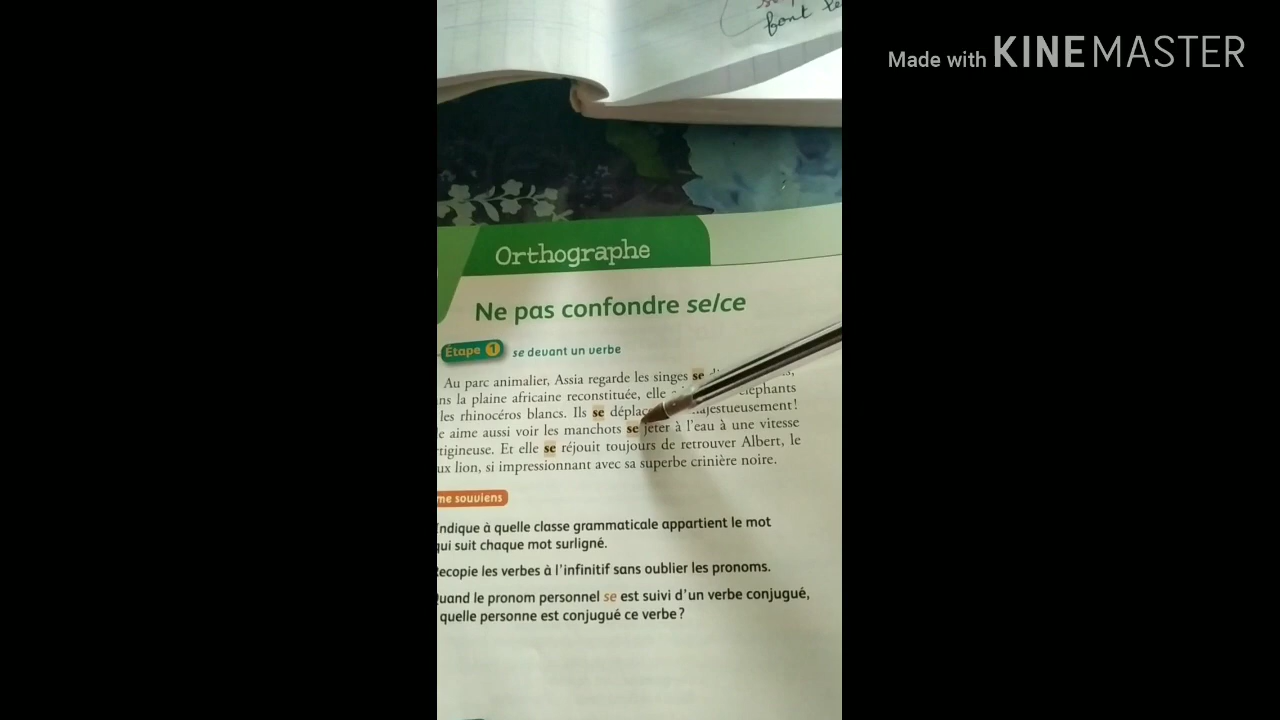 Made with KINEMASTER
font le
Orthographe
Ne pas confondre se/ce
Étape 1 se devant un verbe
Au parc animalier, Assia regarde les singes se
ns la plaine africaine reconstituée, elle éléphants
les rhinocéros blancs. Ils se majestueusement!
e aime aussi voir les manchots se jeter à l'eau à une vitesse
tigineuse. Et elle se réjouit toujours de retrouver Albert, le
ux lion, si impressionnant avec sa superbe crinière noire.
me souviens
Indique à quelle classe grammaticale appartient le mot
qui suit chaque mot surligné.
Recopie les verbes à l'infinitif sans oublier les pronoms.
Quand le pronom personnel se est suivi d'un verbe conjugué,
quelle personne est conjugué ce verbe ?